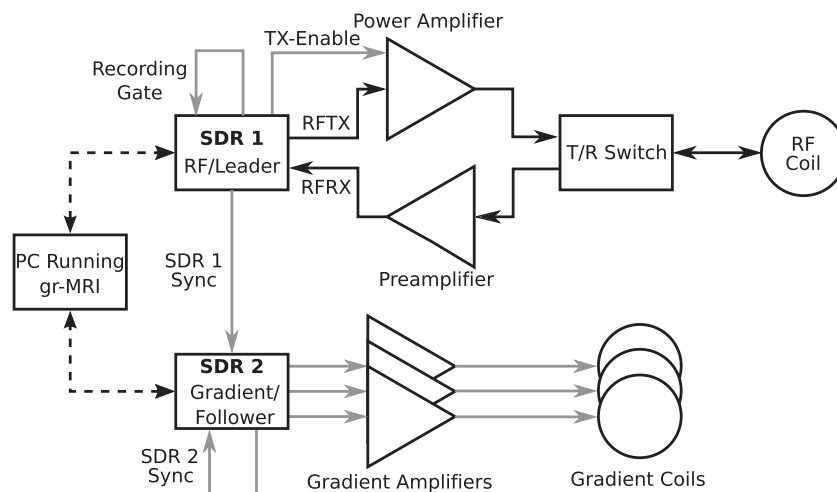 Power Amplifier
TX-Enable
Recording
Gate
SDR 1
RF/Leader
RFTX
RFRX
T/R Switch
RF
Coil
Preamplifier
PC Running
gr-MRI
SDR 1
Sync
SDR 2
Gradient/
Follower
SDR 2
Sync
Gradient Amplifiers
Gradient Coils